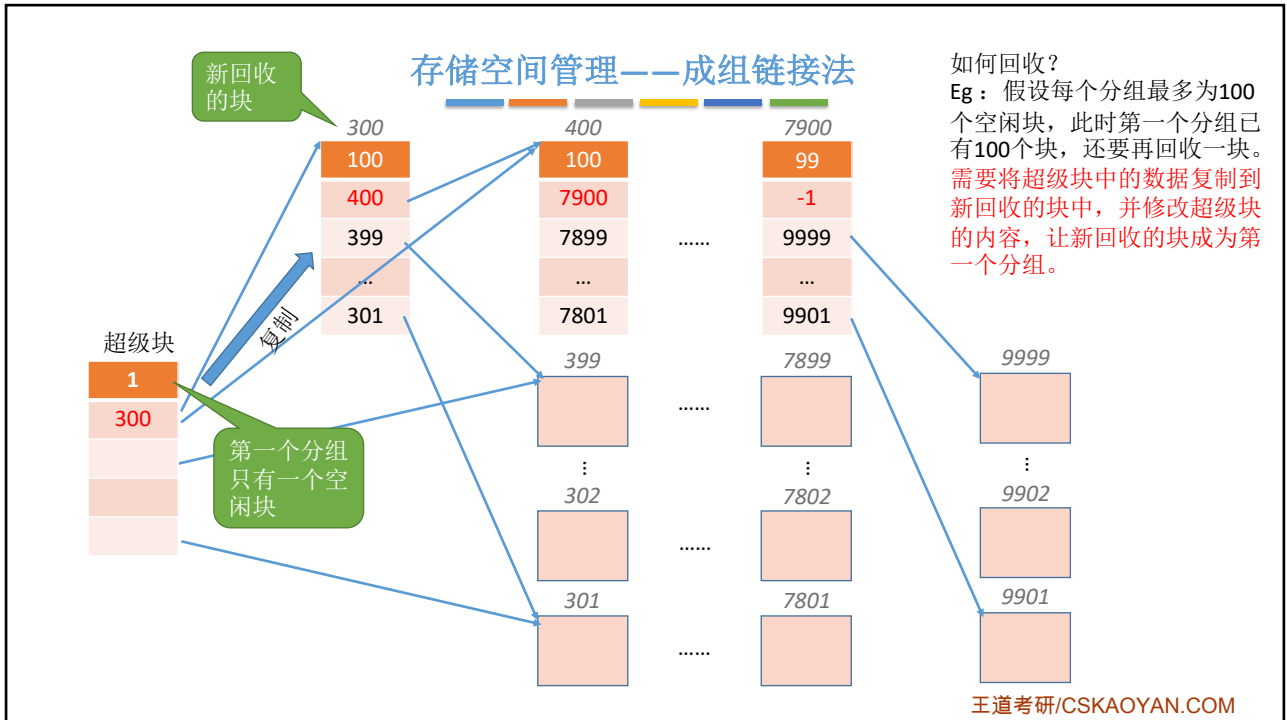 存储空间管理——成组链接法
新回收
的块
如何回收?
Eg：假设每个分组最多为100
个空闲块，此时第一个分组已
有100个块，还要再回收一块。
需要将超级块中的数据复制到
新回收的块中，并修改超级块
的内容，让新回收的块成为第
一个分组。
300
100
400
399
...
301
400
100
7900
7899
...
7801
......
7900
99
-1
9999
...
9901
复制
超级块
1
300
第一个分组
只有一个空
闲块
399
......
7899
9999
...
...
...
302
......
7802
9902
301
......
7801
9901
王道考研/CSKAOYAN.COM